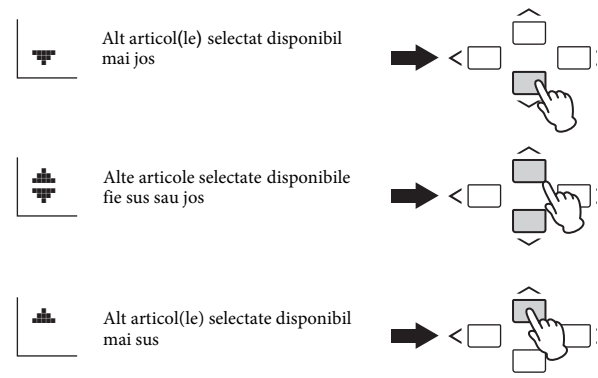 Alt articol(le) selectat disponibil
mai jos
Alte articole selectate disponibile
fie sus sau jos
Alt articol(le) selectate disponibil
mai sus